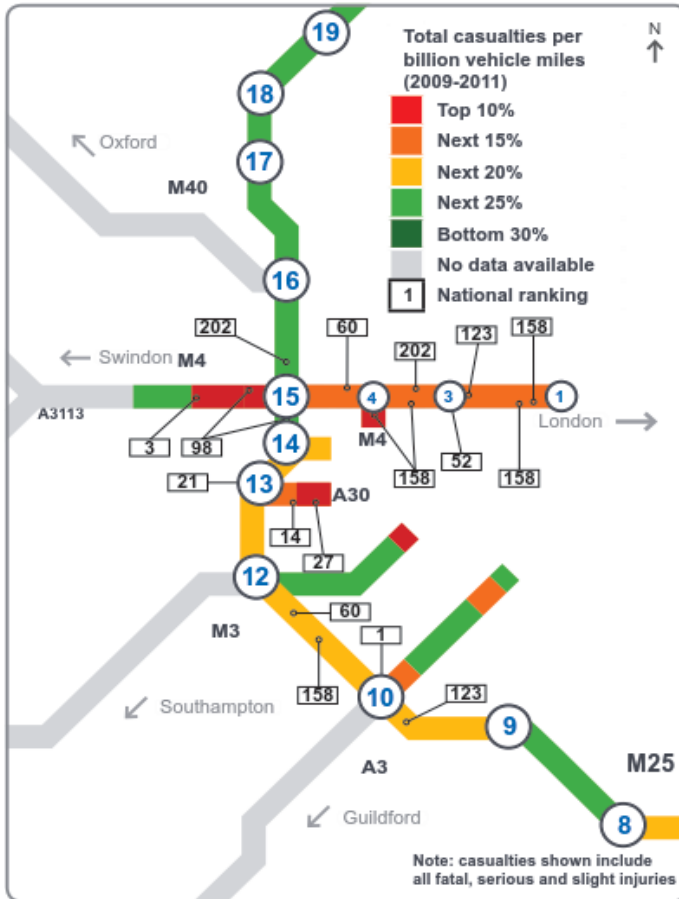 19
Total casualties per
billion vehicle miles
(2009-2011)
N
Top 10%
Next 15%
Next 20%
Next 25%
Bottom 30%
No data available
1 National ranking
18
Oxford
17
M40
16
202
60
123
158
202
Swindon M4
15
4
3
1
A3113
London
3
98
M4
158
52
158
14
21
13
A30
14
27
12
60
M3
1
158
10
123
Southampton
9
M25
A3
Guildford
8
Note: casualties shown include
all fatal, serious and slight injuries